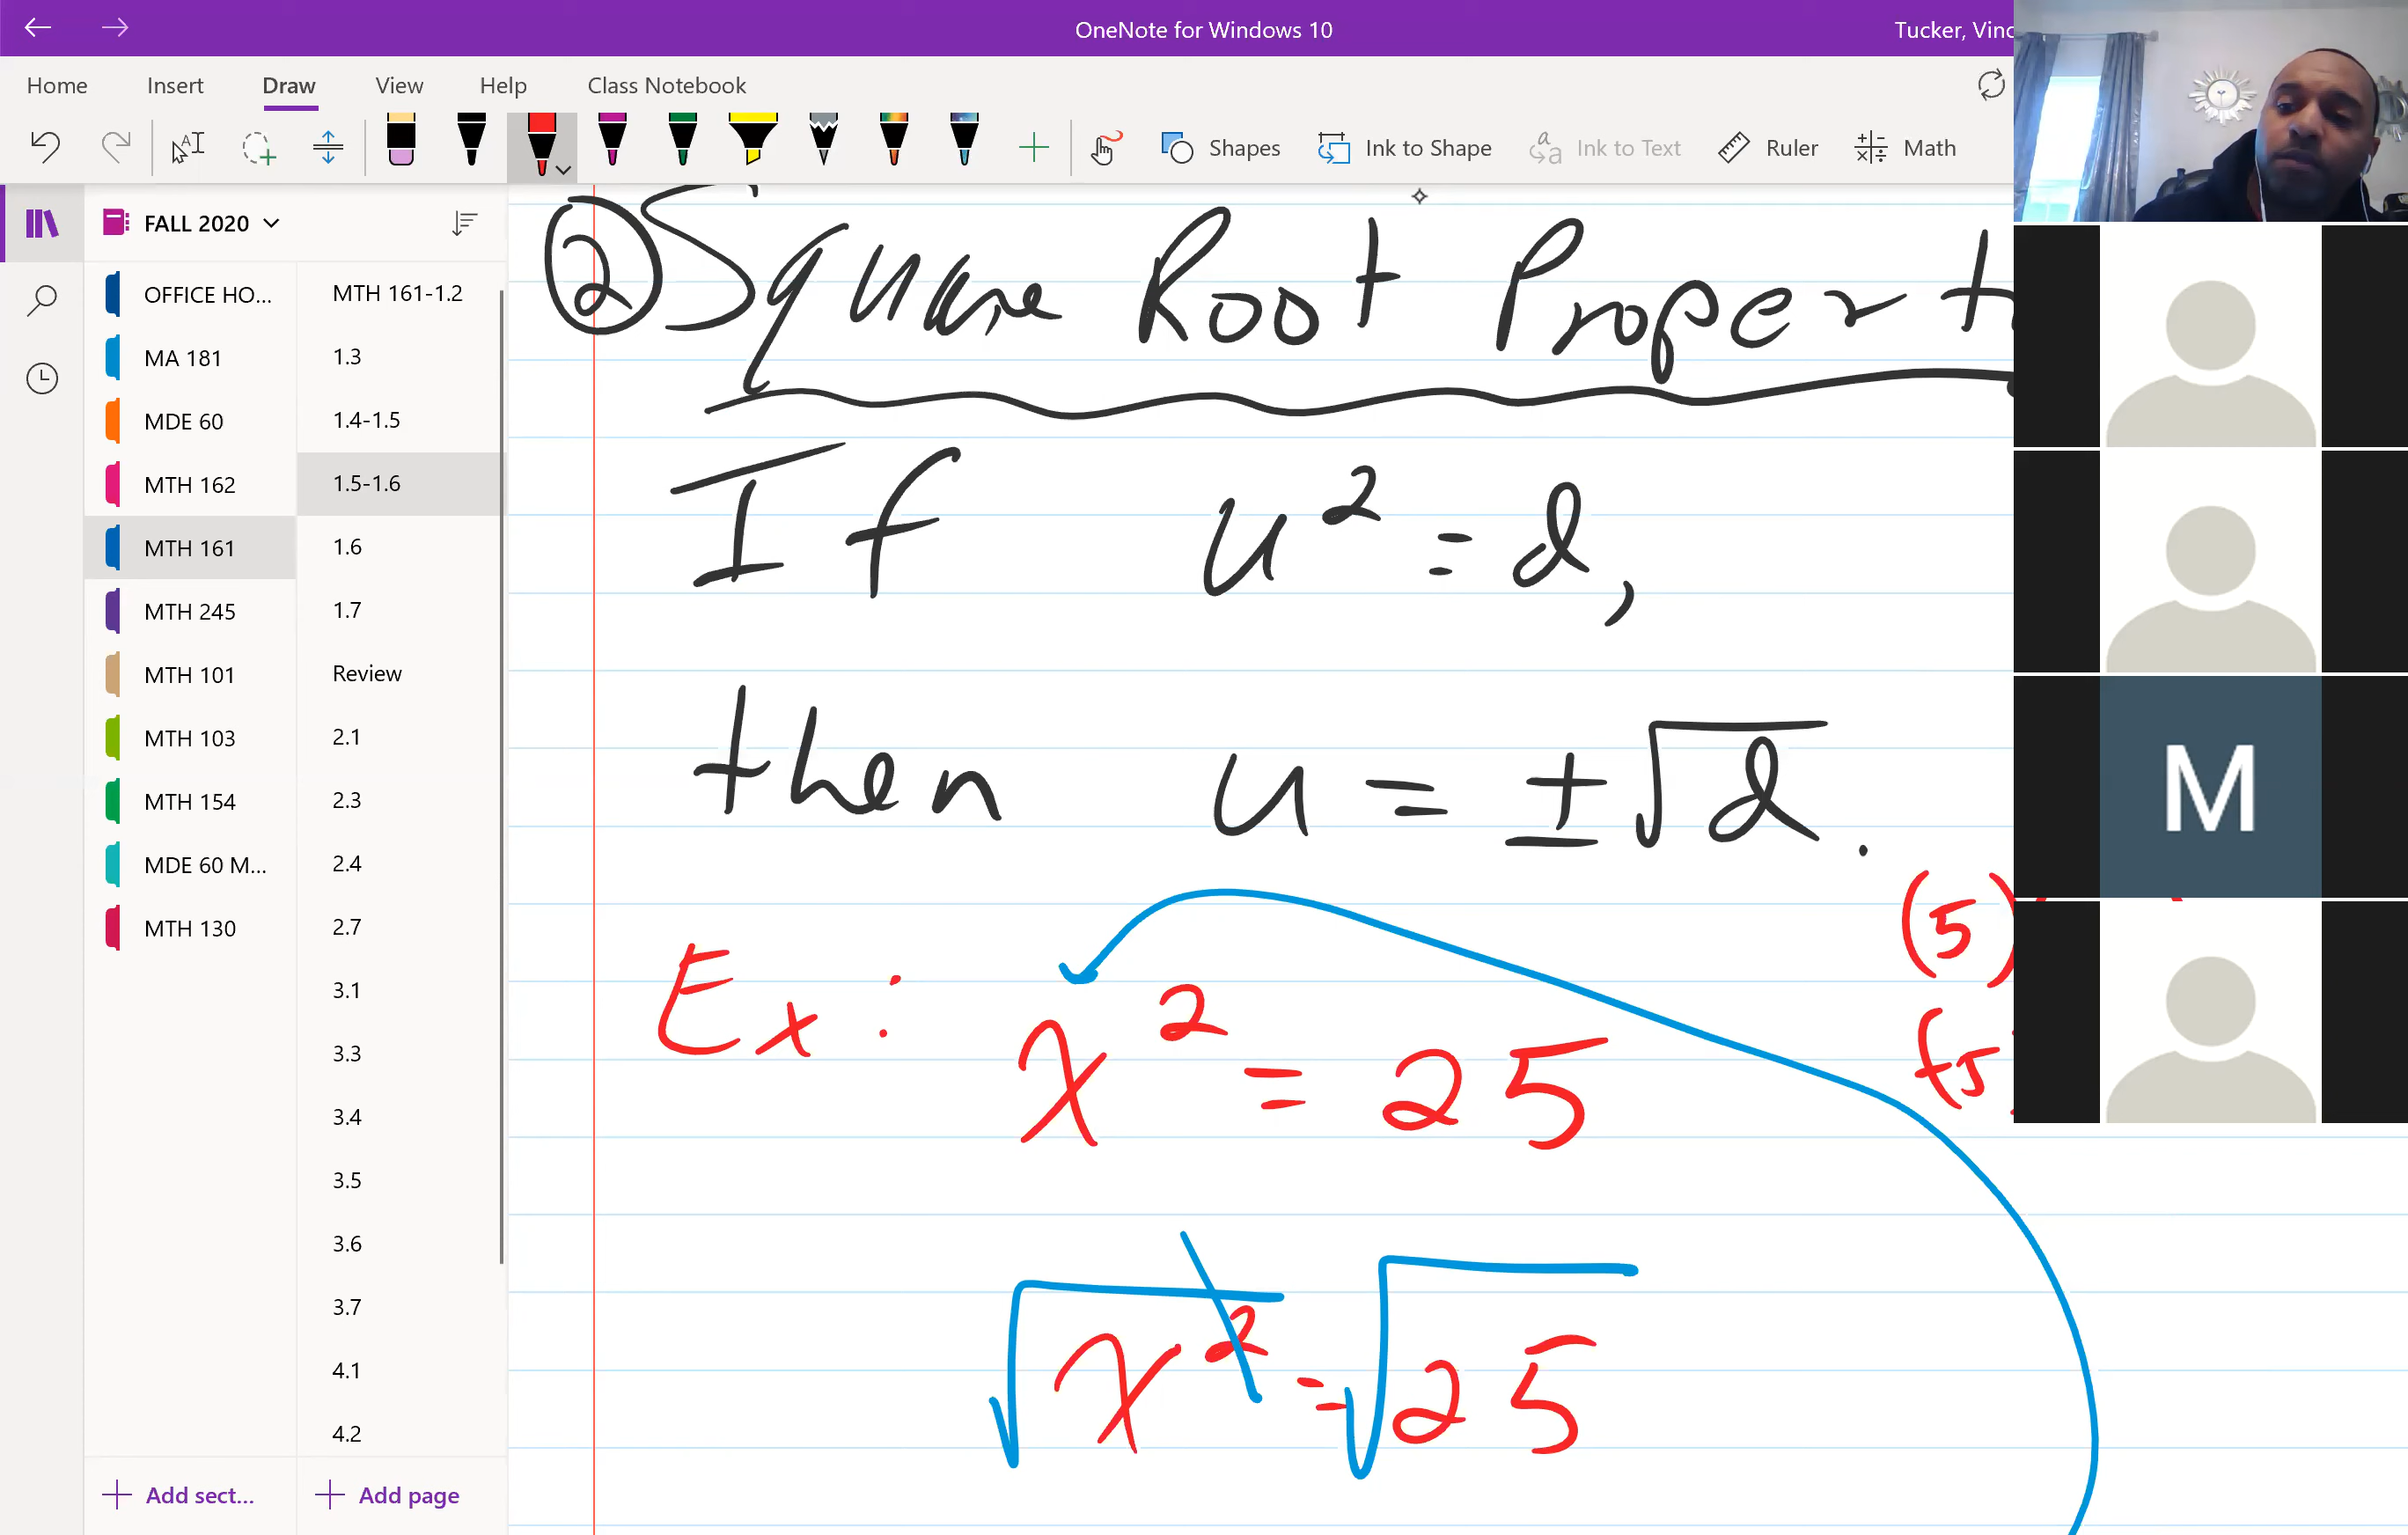 OneNote for Windows 10
Tucker, Vinc
Home Insert Draw View Help Class Notebook
Shapes Ink to Shape Ink to Text Ruler Math
FALL 2020
OFFICE HO...
MA 181
MDE 60
MTH 162
MTH 161
MTH 245
MTH 101
MTH 103
MTH 154
MDE 60 M...
MTH 130
Add sect...
MTH 161-1.2
1.3
1.4-1.5
1.5-1.6
1.6
1.7
Review
2.1
2.3
2.4
2.7
3.1
3.3
3.4
3.5
3.6
3.7
4.1
4.2
Add page
② Square Root Propert
If u² = d,
then u = ±√d.
(5)
(-5
Ex: x² = 25
√x² = √25
M